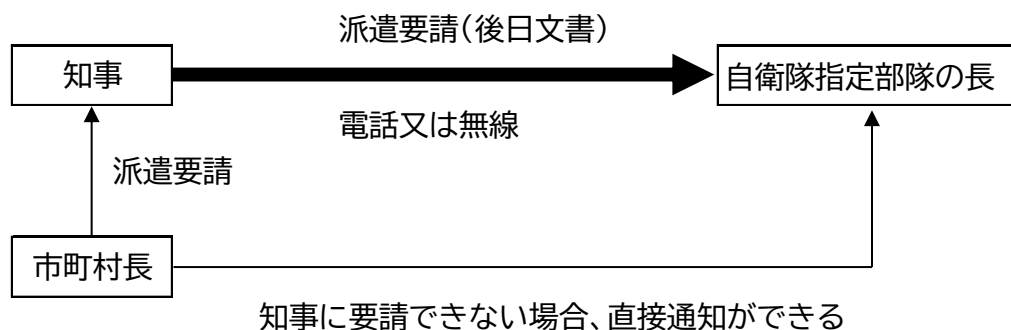 派遣要請(後日文書)
知事
自衛隊指定部隊の長
電話又は無線
派遣要請
市町村長
知事に要請できない場合、直接通知ができる